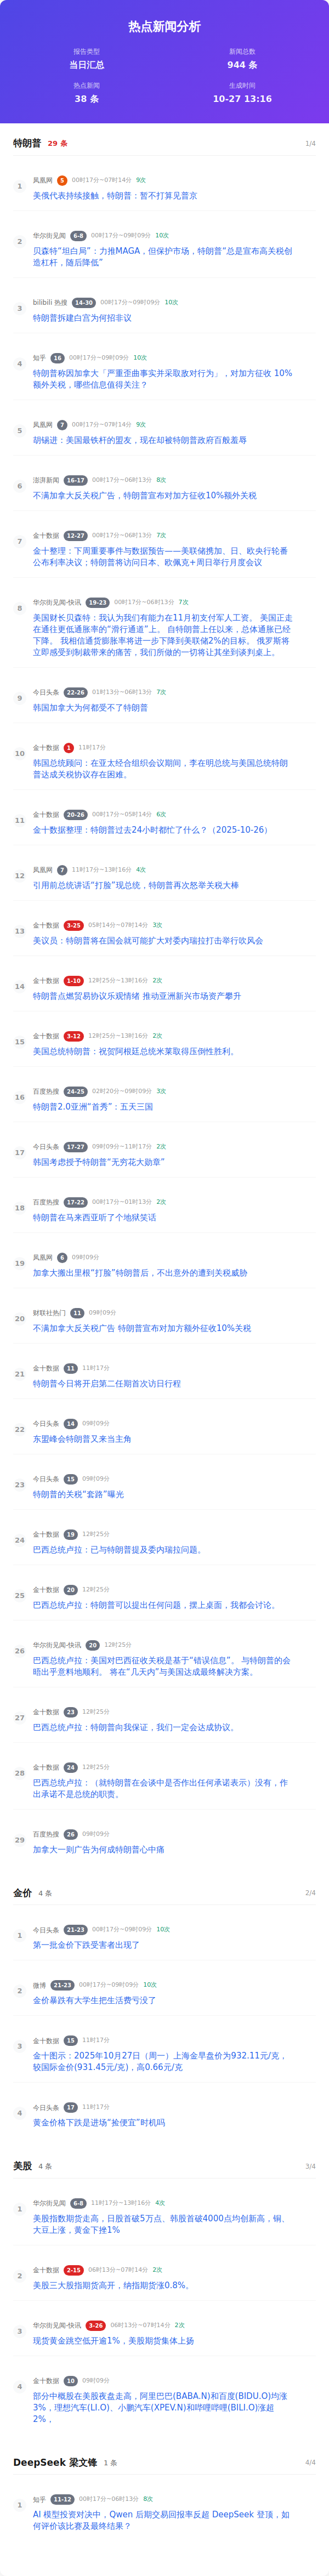 热点新闻分析
报告类型
当日汇总
新闻总数
944 条
热点新闻
38 条
生成时间
10-27 13:16
特朗普 29 条 1/4
1
凤凰网 5 00时17分~07时14分 9次
美俄代表持续接触，特朗普：暂不打算见普京
2
华尔街见闻 6-8 00时17分~09时09分 10次
贝森特“坦白局”：力推MAGA，但保护市场，特朗普“总是宣布高关税创
造杠杆，随后降低”
3
bilibili 热搜 14-30 00时17分~09时09分 10次
特朗普拆建白宫为何招非议
4
知乎 16 00时17分~09时09分 10次
特朗普称因加拿大「严重歪曲事实并采取敌对行为」，对加方征收 10%
额外关税，哪些信息值得关注？
5
凤凰网 7 00时17分~07时14分 9次
胡锡进：美国最铁杆的盟友，现在却被特朗普政府百般羞辱
6
澎湃新闻 16-17 00时17分~06时13分 8次
不满加拿大反关税广告，特朗普宣布对加方征收10%额外关税
7
金十数据 12-27 00时17分~06时13分 7次
金十整理：下周重要事件与数据预告——美联储携加、日、欧央行轮番
公布利率决议；特朗普将访问日本、欧佩克+周日举行月度会议
8
华尔街见闻-快讯 19-23 00时17分~06时13分 7次
美国财长贝森特：我认为我们有能力在11月初支付军人工资。 美国正走
在通往更低通胀率的“滑行通道”上。 自特朗普上任以来，总体通胀已经
下降。 我相信通货膨胀率将进一步下降到美联储2%的目标。 俄罗斯将
立即感受到制裁带来的痛苦，我们所做的一切将让其坐到谈判桌上。
9
今日头条 22-26 01时13分~06时13分 7次
韩国加拿大为何都受不了特朗普
10
金十数据 1 11时17分
韩国总统顾问：在亚太经合组织会议期间，李在明总统与美国总统特朗
普达成关税协议存在困难。
11
金十数据 20-26 00时17分~05时14分 6次
金十数据整理：特朗普过去24小时都忙了什么？（2025-10-26）
12
凤凰网 7 11时17分~13时16分 4次
引用前总统讲话“打脸”现总统，特朗普再次怒举关税大棒
13
金十数据 3-25 05时14分~07时14分 3次
美议员：特朗普将在国会就可能扩大对委内瑞拉打击举行吹风会
14
金十数据 1-10 12时25分~13时16分 2次
特朗普点燃贸易协议乐观情绪 推动亚洲新兴市场资产攀升
15
金十数据 3-12 12时25分~13时16分 2次
美国总统特朗普：祝贺阿根廷总统米莱取得压倒性胜利。
16
百度热搜 24-25 02时20分~09时09分 3次
特朗普2.0亚洲“首秀”：五天三国
17
今日头条 17-27 09时09分~11时17分 2次
韩国考虑授予特朗普“无穷花大勋章”
18
百度热搜 17-22 00时17分~01时13分 2次
特朗普在马来西亚听了个地狱笑话
19
凤凰网 6 09时09分
加拿大搬出里根“打脸”特朗普后，不出意外的遭到关税威胁
20
财联社热门 11 09时09分
不满加拿大反关税广告 特朗普宣布对加方额外征收10%关税
21
金十数据 11 11时17分
特朗普今日将开启第二任期首次访日行程
22
今日头条 14 09时09分
东盟峰会特朗普又来当主角
23
今日头条 15 09时09分
特朗普的关税“套路”曝光
24
金十数据 19 12时25分
巴西总统卢拉：已与特朗普提及委内瑞拉问题。
25
金十数据 20 12时25分
巴西总统卢拉：特朗普可以提出任何问题，摆上桌面，我都会讨论。
26
华尔街见闻-快讯 20 12时25分
巴西总统卢拉：美国对巴西征收关税是基于“错误信息”。 与特朗普的会
晤出乎意料地顺利。 将在“几天内”与美国达成最终解决方案。
27
金十数据 23 12时25分
巴西总统卢拉：特朗普向我保证，我们一定会达成协议。
28
金十数据 24 12时25分
巴西总统卢拉：（就特朗普在会谈中是否作出任何承诺表示）没有，作
出承诺不是总统的职责。
29
百度热搜 26 09时09分
加拿大一则广告为何成特朗普心中痛
金价 4 条 2/4
1
今日头条 21-23 00时17分~09时09分 10次
第一批金价下跌受害者出现了
2
微博 21-23 00时17分~09时09分 10次
金价暴跌有大学生把生活费亏没了
3
金十数据 15 11时17分
金十图示：2025年10月27日（周一）上海金早盘价为932.11元/克，
较国际金价(931.45元/克)，高0.66元/克
4
今日头条 17 11时17分
黄金价格下跌是进场“捡便宜”时机吗
美股 4 条 3/4
1
华尔街见闻 6-8 11时17分~13时16分 4次
美股指数期货走高，日股首破5万点、韩股首破4000点均创新高，铜、
大豆上涨，黄金下挫1%
2
金十数据 2-15 06时13分~07时14分 2次
美股三大股指期货高开，纳指期货涨0.8%。
3
华尔街见闻-快讯 3-26 06时13分~07时14分 2次
现货黄金跳空低开逾1%，美股期货集体上扬
4
金十数据 10 09时09分
部分中概股在美股夜盘走高，阿里巴巴(BABA.N)和百度(BIDU.O)均涨
3%，理想汽车(LI.O)、小鹏汽车(XPEV.N)和哔哩哔哩(BILI.O)涨超
2%，
DeepSeek 梁文锋 1 条 4/4
1
知乎 11-12 00时17分~06时13分 8次
AI 模型投资对决中，Qwen 后期交易回报率反超 DeepSeek 登顶，如
何评价该比赛及最终结果？